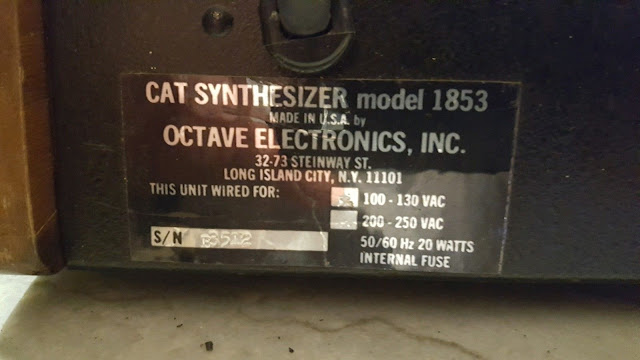 CAT SYNTHESIZER model 1853
MADE IN U.S.A. by
OCTAVE ELECTRONICS, INC.
32-73 STEINWAY ST.
LONG ISLAND CITY, N.Y. 11101
THIS UNIT WIRED FOR:
100 - 130 VAC
200 - 250 VAC
50/60 Hz 20 WATTS
INTERNAL FUSE
S/N